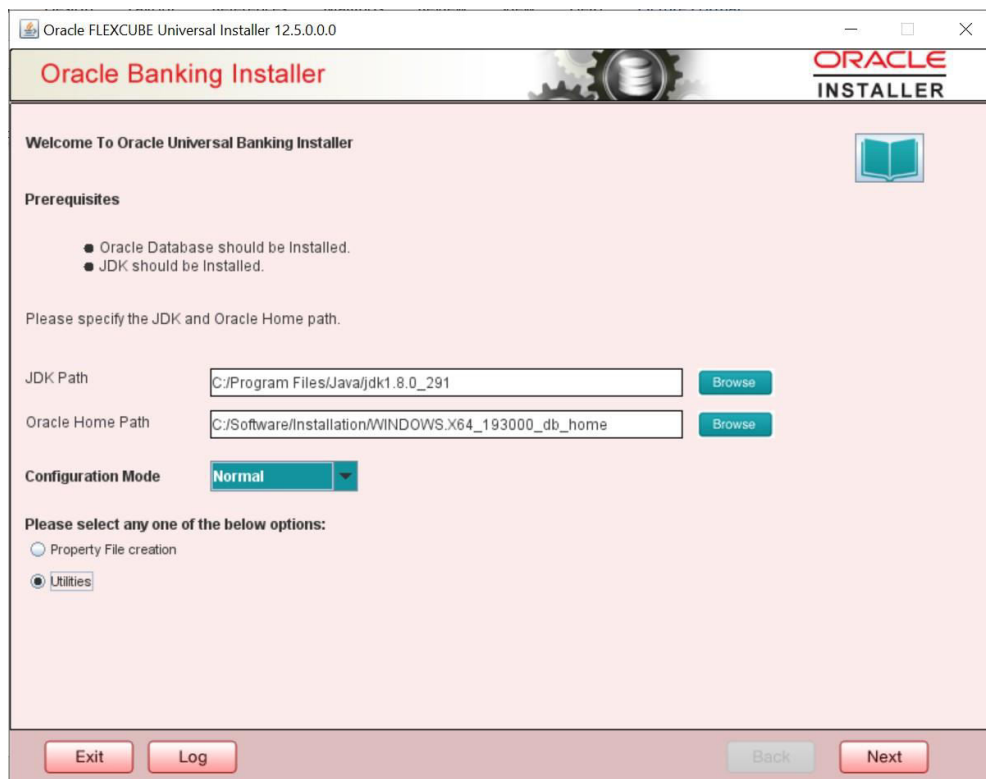 Oracle FLEXCUBE Universal Installer 12.5.0.0.0
Oracle Banking Installer
ORACLE
INSTALLER
Welcome To Oracle Universal Banking Installer
Prerequisites
Oracle Database should be Installed.
JDK should be Installed.
Please specify the JDK and Oracle Home path.
JDK Path C:/Program Files/Java/jdk1.8.0_291 Browse
Oracle Home Path C:/Software/Installation/WINDOWS.X64_193000_db_home Browse
Configuration Mode Normal
Please select any one of the below options:
Property File creation
Utilities
Exit Log Back Next